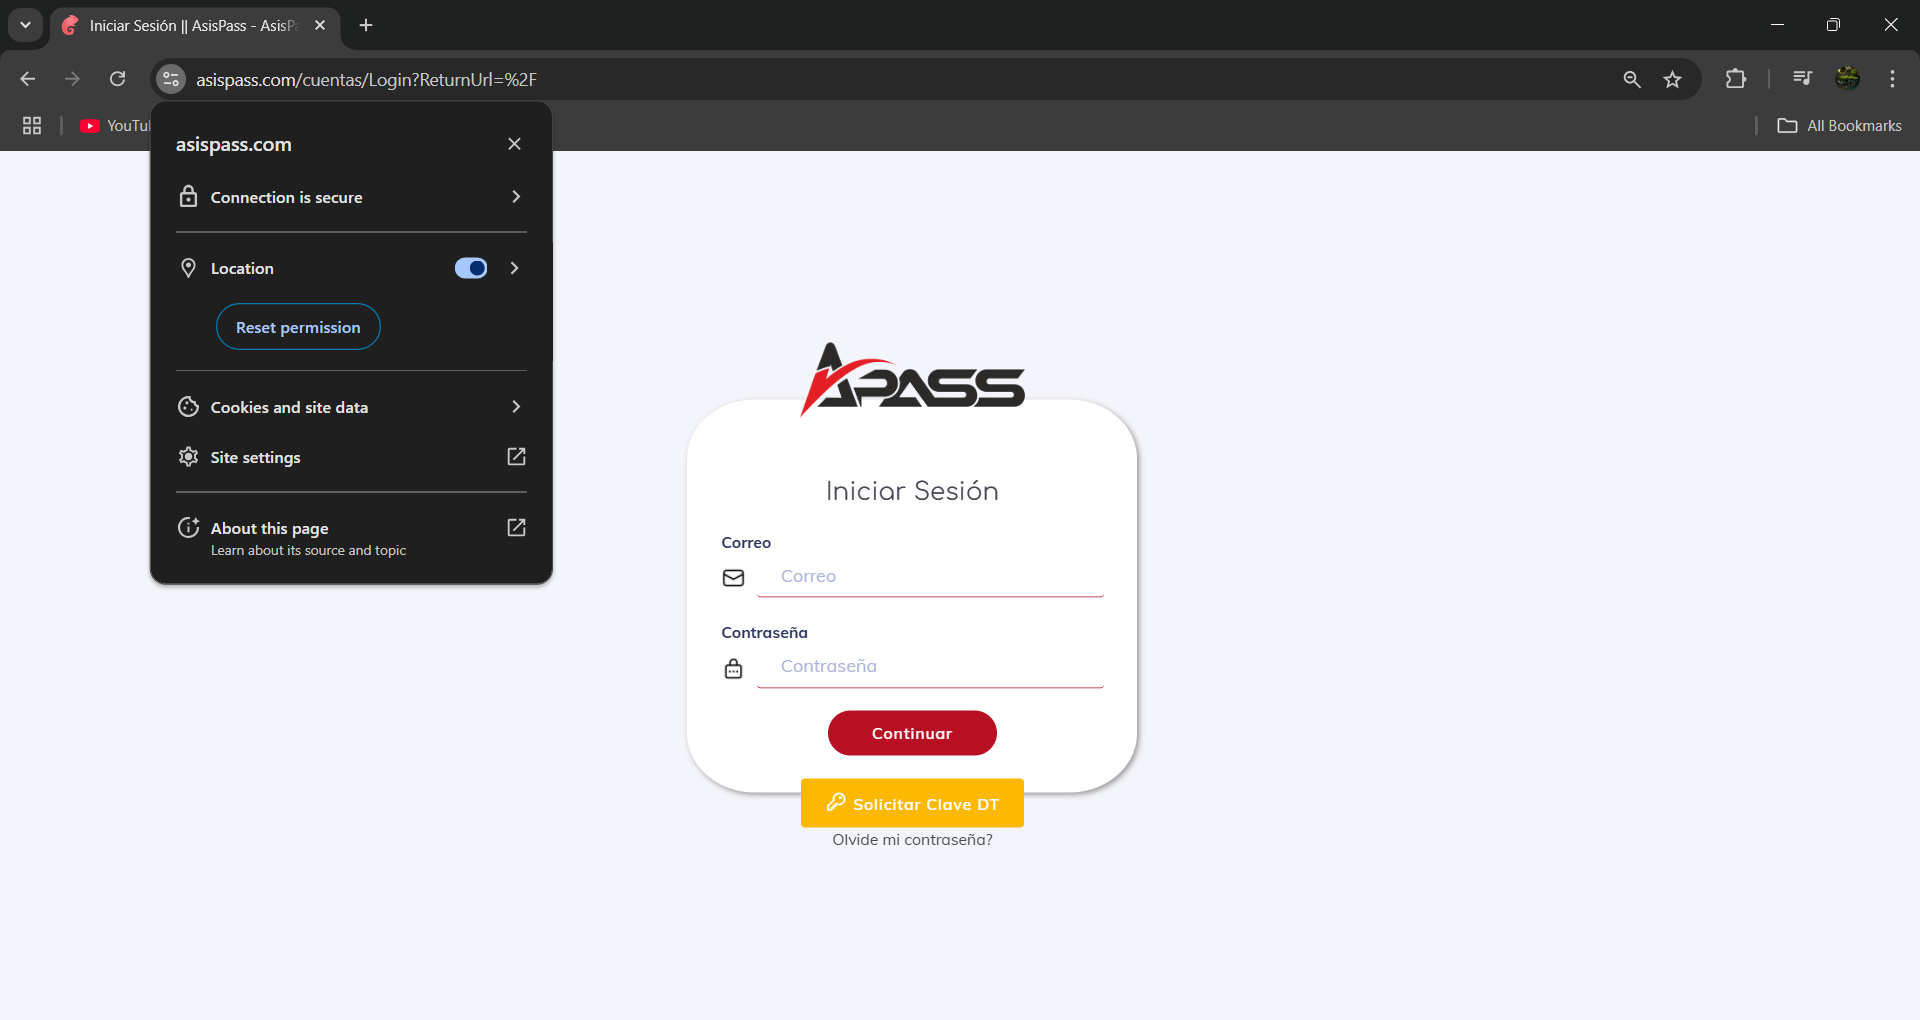 Iniciar Sesión || AsisPass - AsisPa
asispass.com/cuentas/Login?ReturnUrl=%2F
YouTu
All Bookmarks
asispass.com
Connection is secure
Location
Reset permission
Cookies and site data
Site settings
About this page
Learn about its source and topic
APASS
Iniciar Sesión
Correo
Correo
Contraseña
Contraseña
Continuar
Solicitar Clave DT
Olvide mi contraseña?